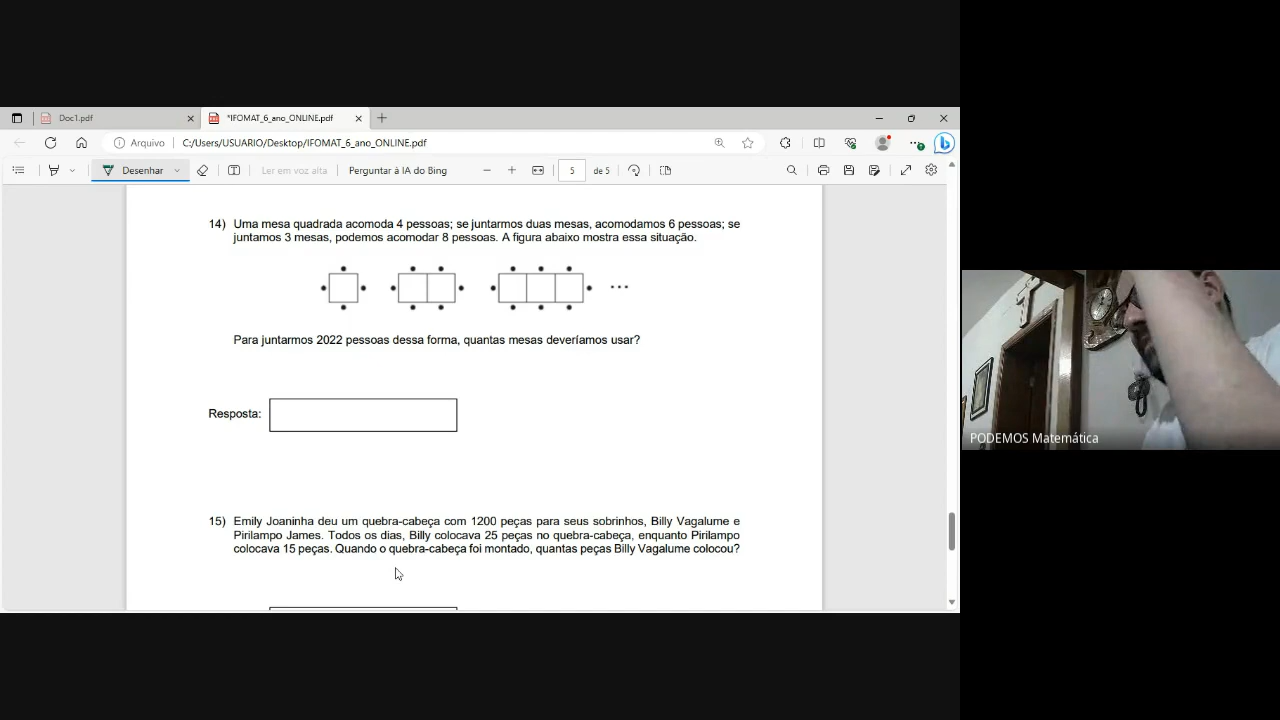 Doc1.pdf
*IFOMAT_6_ano_ONLINE.pdf
Arquivo
C:/Users/USUARIO/Desktop/IFOMAT_6_ano_ONLINE.pdf
Desenhar
Ler em voz alta
Perguntar à IA do Bing
5
de 5
14) Uma mesa quadrada acomoda 4 pessoas; se juntarmos duas mesas, acomodamos 6 pessoas; se
juntamos 3 mesas, podemos acomodar 8 pessoas. A figura abaixo mostra essa situação.
...
Para juntarmos 2022 pessoas dessa forma, quantas mesas deveríamos usar?
Resposta:
15) Emily Joaninha deu um quebra-cabeça com 1200 peças para seus sobrinhos, Billy Vagalume e
Pirilampo James. Todos os dias, Billy colocava 25 peças no quebra-cabeça, enquanto Pirilampo
colocava 15 peças. Quando o quebra-cabeça foi montado, quantas peças Billy Vagalume colocou?
PODEMOS Matemática